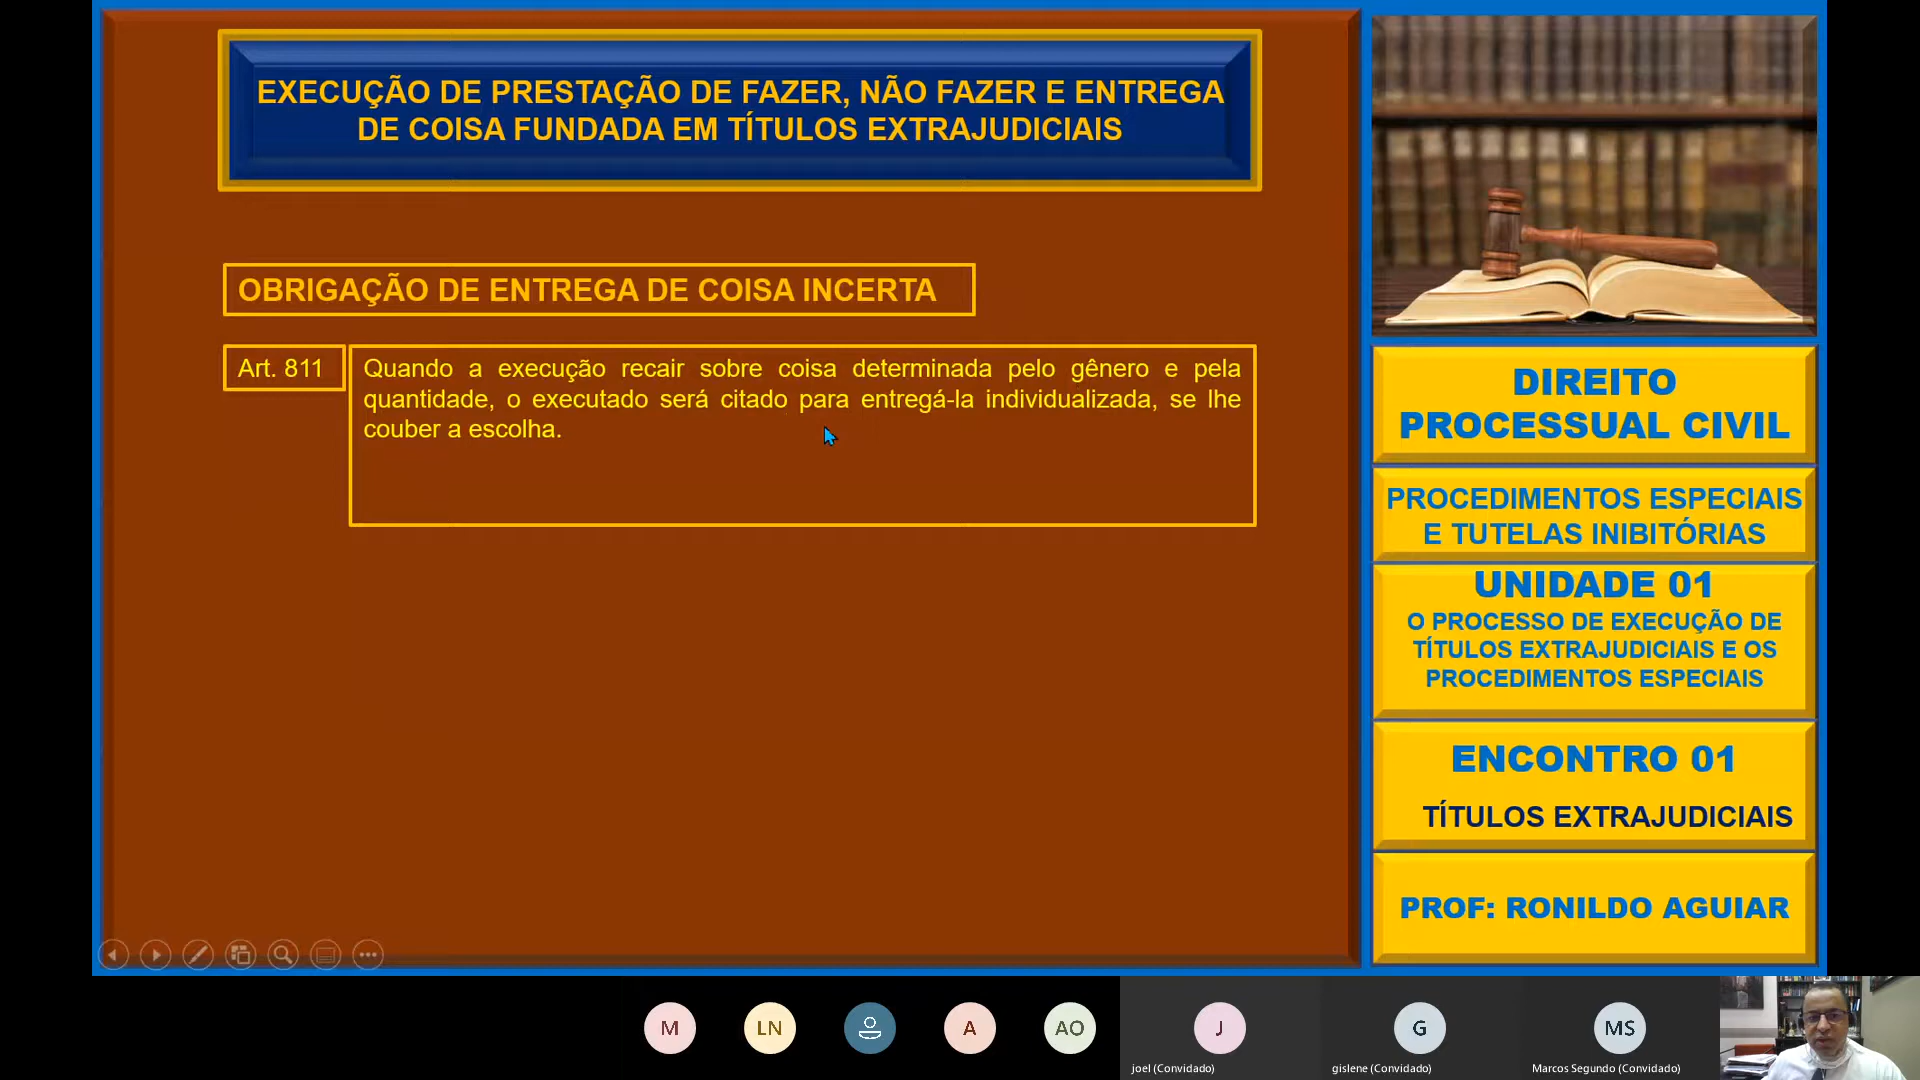 EXECUÇÃO DE PRESTAÇÃO DE FAZER, NÃO FAZER E ENTREGA
DE COISA FUNDADA EM TÍTULOS EXTRAJUDICIAIS
OBRIGAÇÃO DE ENTREGA DE COISA INCERTA
Art. 811
Quando a execução recair sobre coisa determinada pelo gênero e pela
quantidade, o executado será citado para entregá-la individualizada, se lhe
couber a escolha.
DIREITO
PROCESSUAL CIVIL
PROCEDIMENTOS ESPECIAIS
E TUTELAS INIBITÓRIAS
UNIDADE 01
O PROCESSO DE EXECUÇÃO DE
TÍTULOS EXTRAJUDICIAIS E OS
PROCEDIMENTOS ESPECIAIS
ENCONTRO 01
TÍTULOS EXTRAJUDICIAIS
PROF: RONILDO AGUIAR
M
LN
A
AO
J
G
MS
joel (Convidado)
gislene (Convidado)
Marcos Segundo (Convidado)